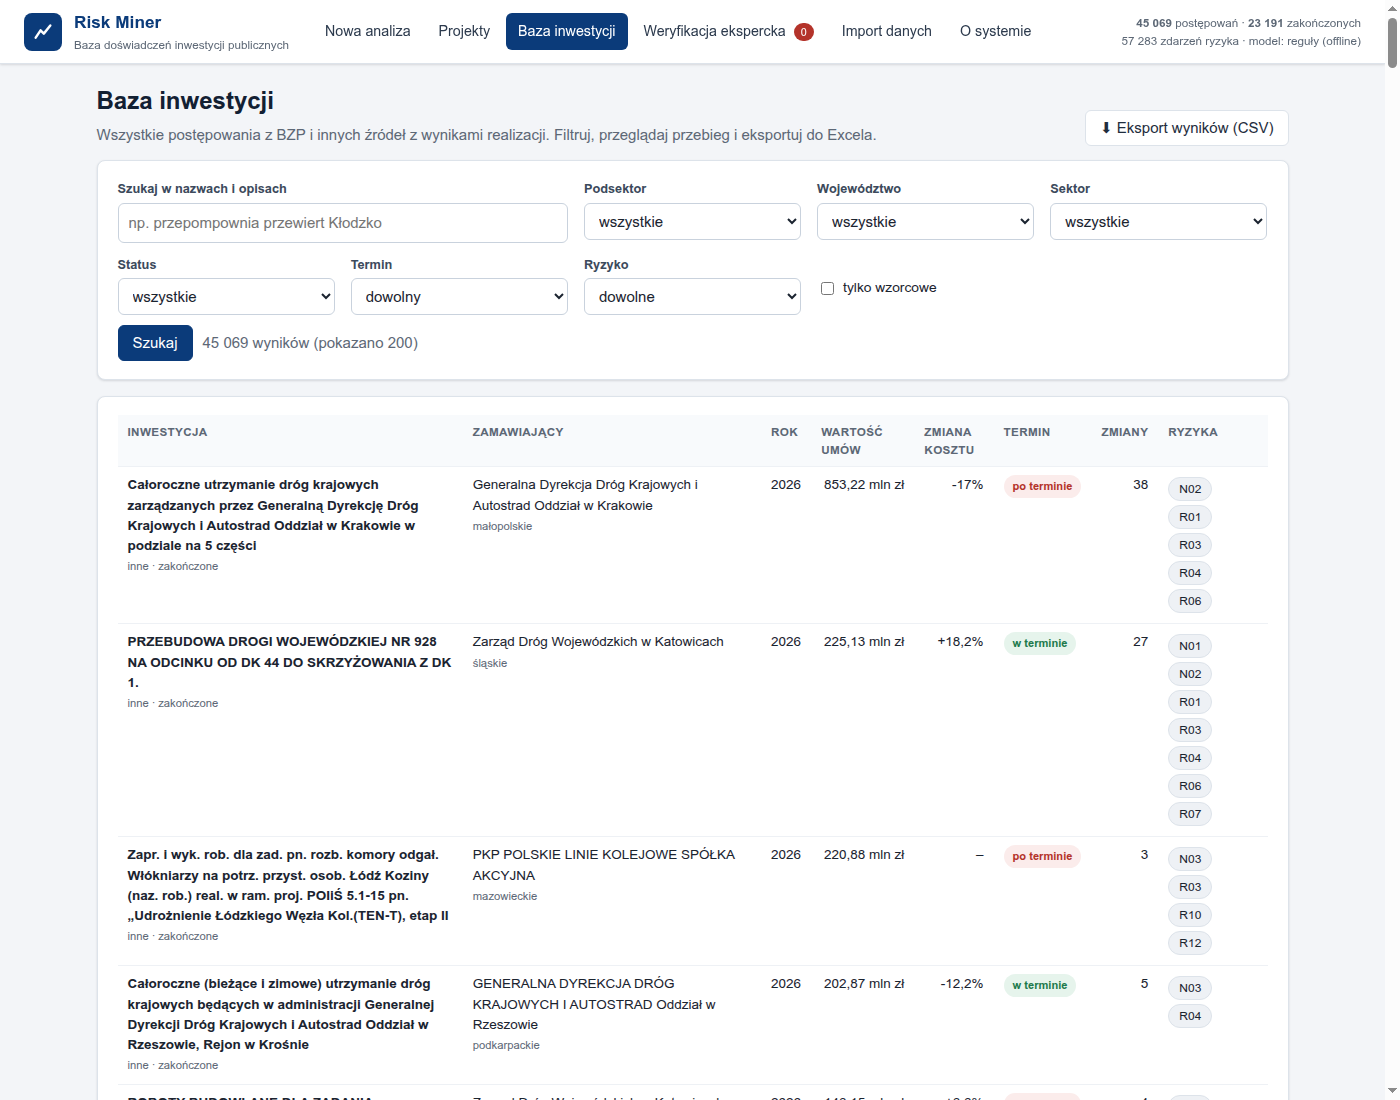 Risk Miner
Baza doświadczeń inwestycji publicznych
Nowa analiza
Projekty
Baza inwestycji
Weryfikacja ekspercka 0
Import danych
O systemie
45 069 postępowań · 23 191 zakończonych
57 283 zdarzeń ryzyka · model: reguły (offline)
Baza inwestycji
Wszystkie postępowania z BZP i innych źródeł z wynikami realizacji. Filtruj, przeglądaj przebieg i eksportuj do Excela.
⬇ Eksport wyników (CSV)
Szukaj w nazwach i opisach
np. przepompownia przewiert Kłodzko
Podsektor
wszystkie
Województwo
wszystkie
Sektor
wszystkie
Status
wszystkie
Termin
dowolny
Ryzyko
dowolne
tylko wzorcowe
Szukaj
45 069 wyników (pokazano 200)
INWESTYCJA
ZAMAWIAJĄCY
ROK
WARTOŚĆ
UMÓW
ZMIANA
KOSZTU
TERMIN
ZMIANY
RYZYKA
Całoroczne utrzymanie dróg krajowych
zarządzanych przez Generalną Dyrekcję Dróg
Krajowych i Autostrad Oddział w Krakowie w
podziale na 5 części
inne · zakończone
Generalna Dyrekcja Dróg Krajowych i
Autostrad Oddział w Krakowie
małopolskie
2026
853,22 mln zł
-17%
po terminie
38
N02
R01
R03
R04
R06
PRZEBUDOWA DROGI WOJEWÓDZKIEJ NR 928
NA ODCINKU OD DK 44 DO SKRZYŻOWANIA Z DK
1.
inne · zakończone
Zarząd Dróg Wojewódzkich w Katowicach
śląskie
2026
225,13 mln zł
+18,2%
w terminie
27
N01
N02
R01
R03
R04
R06
R07
Zapr. i wyk. rob. dla zad. pn. rozb. komory odgał.
Włókniarzy na potrz. przyst. osob. Łódź Koziny
(naz. rob.) real. w ram. proj. POIiŚ 5.1-15 pn.
„Udrożnienie Łódzkiego Węzła Kol.(TEN-T), etap II
inne · zakończone
PKP POLSKIE LINIE KOLEJOWE SPÓŁKA
AKCYJNA
mazowieckie
2026
220,88 mln zł
–
po terminie
3
N03
R03
R10
R12
Całoroczne (bieżące i zimowe) utrzymanie dróg
krajowych będących w administracji Generalnej
Dyrekcji Dróg Krajowych i Autostrad Oddział w
Rzeszowie, Rejon w Krośnie
inne · zakończone
GENERALNA DYREKCJA DRÓG
KRAJOWYCH I AUTOSTRAD Oddział w
Rzeszowie
podkarpackie
2026
202,87 mln zł
-12,2%
w terminie
5
N03
R04